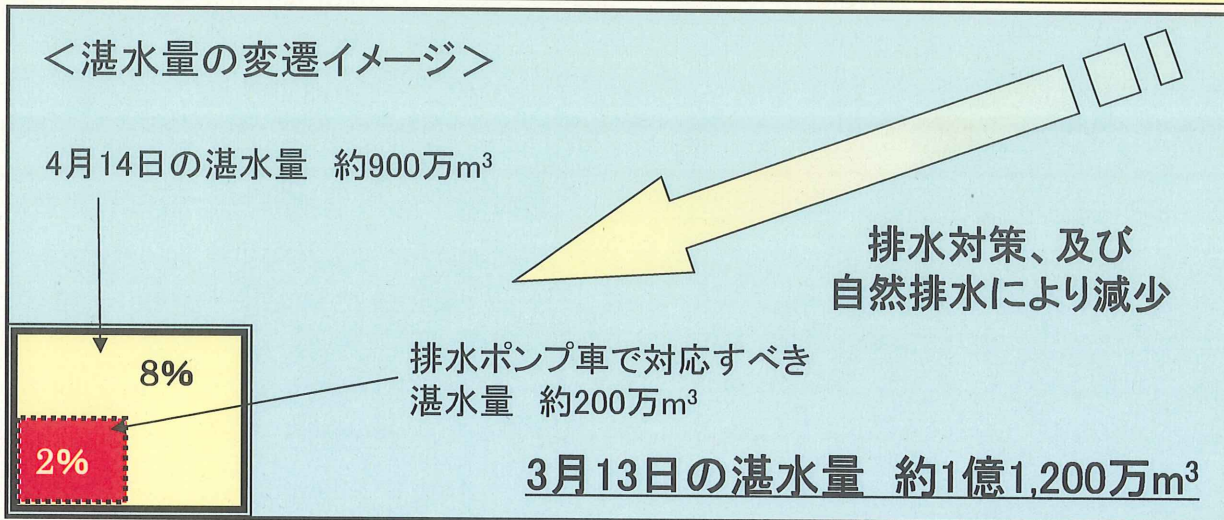 ＜湛水量の変遷イメージ＞
4月14日の湛水量　約900万m³
排水対策、及び
自然排水により減少
8%
排水ポンプ車で対応すべき
湛水量　約200万m³
2%
3月13日の湛水量　約1億1,200万m³